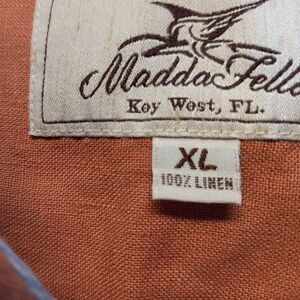 Madda Fella
Key West, FL.
XL
100% LINEN